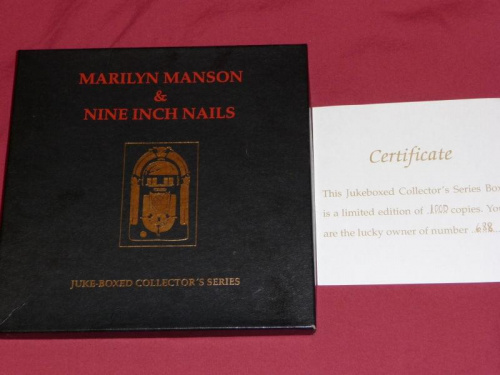 MARILYN MANSON
&
NINE INCH NAILS
JUKE-BOXED COLLECTOR'S SERIES
Certificate
This Jukeboxed Collector's Series Box
is a limited edition of 1000 copies. You
are the lucky owner of number 688